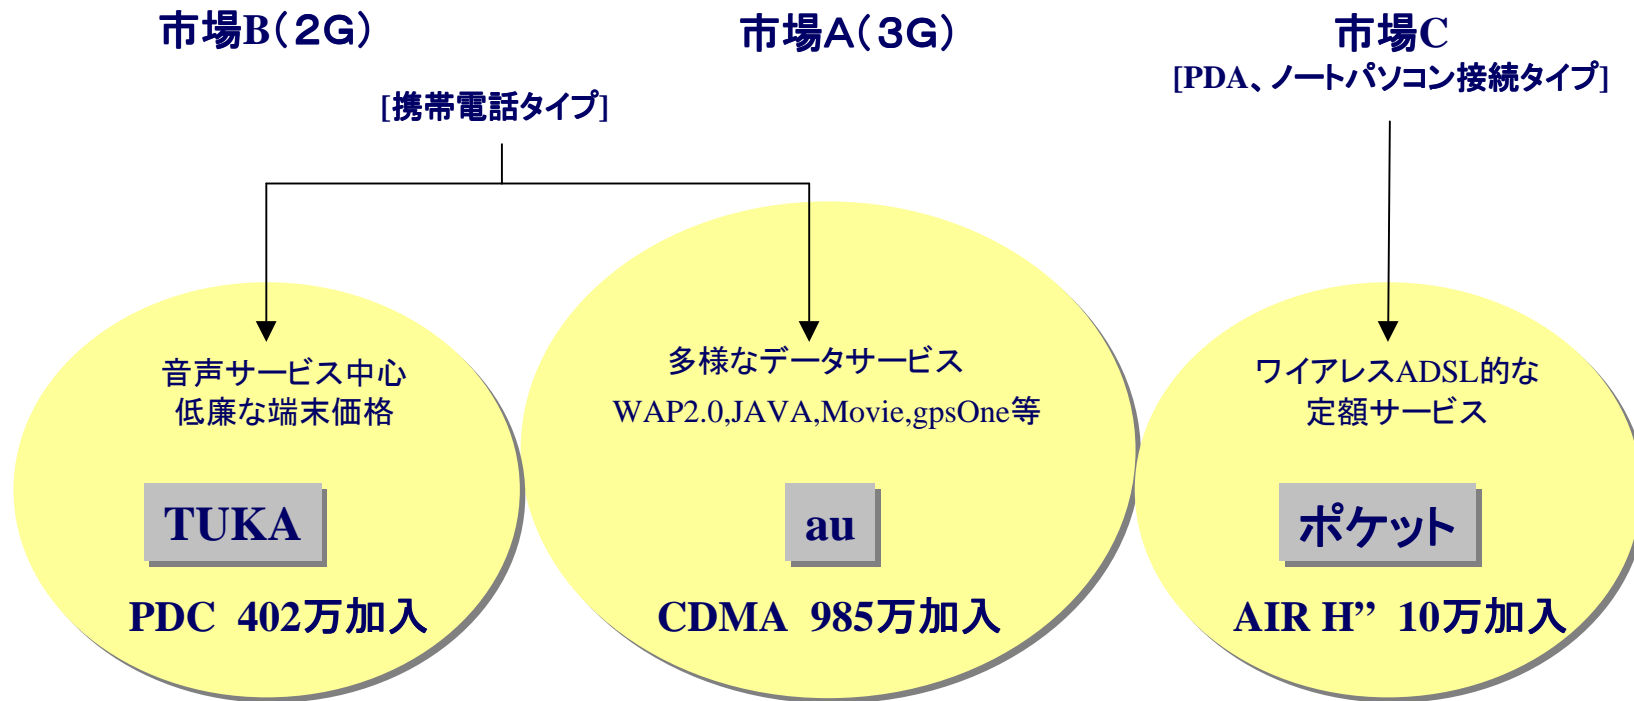 市場B(２G)
市場A(３G)
市場C
[PDA、ノートパソコン接続タイプ]
[携帯電話タイプ]
音声サービス中心
低廉な端末価格
TUKA
PDC 402万加入
多様なデータサービス
WAP2.0,JAVA,Movie,gpsOne等
au
CDMA 985万加入
ワイアレスADSL的な
定額サービス
ポケット
AIR H” 10万加入